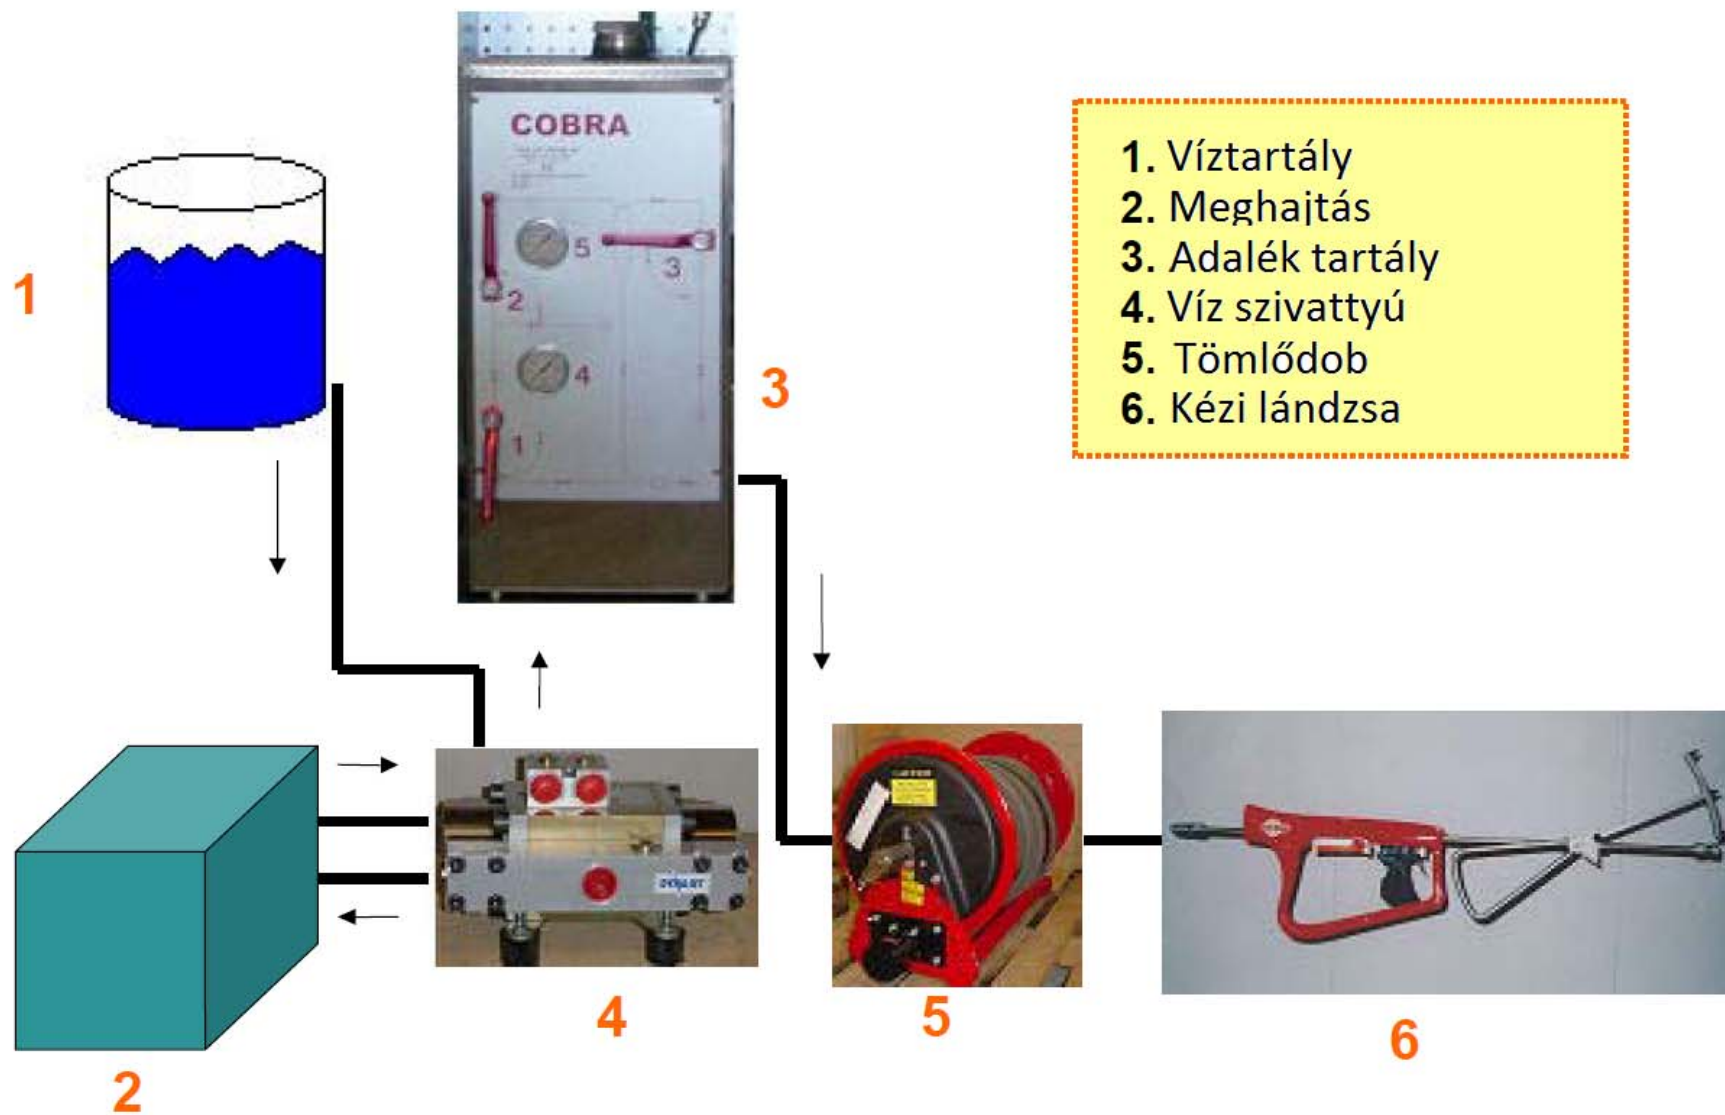 COBRA
5
3
2
4
1
1
3
1. Víztartály
2. Meghajtás
3. Adalék tartály
4. Víz szivattyú
5. Tömlődob
6. Kézi lándzsa
DYNASET
2
4
5
6